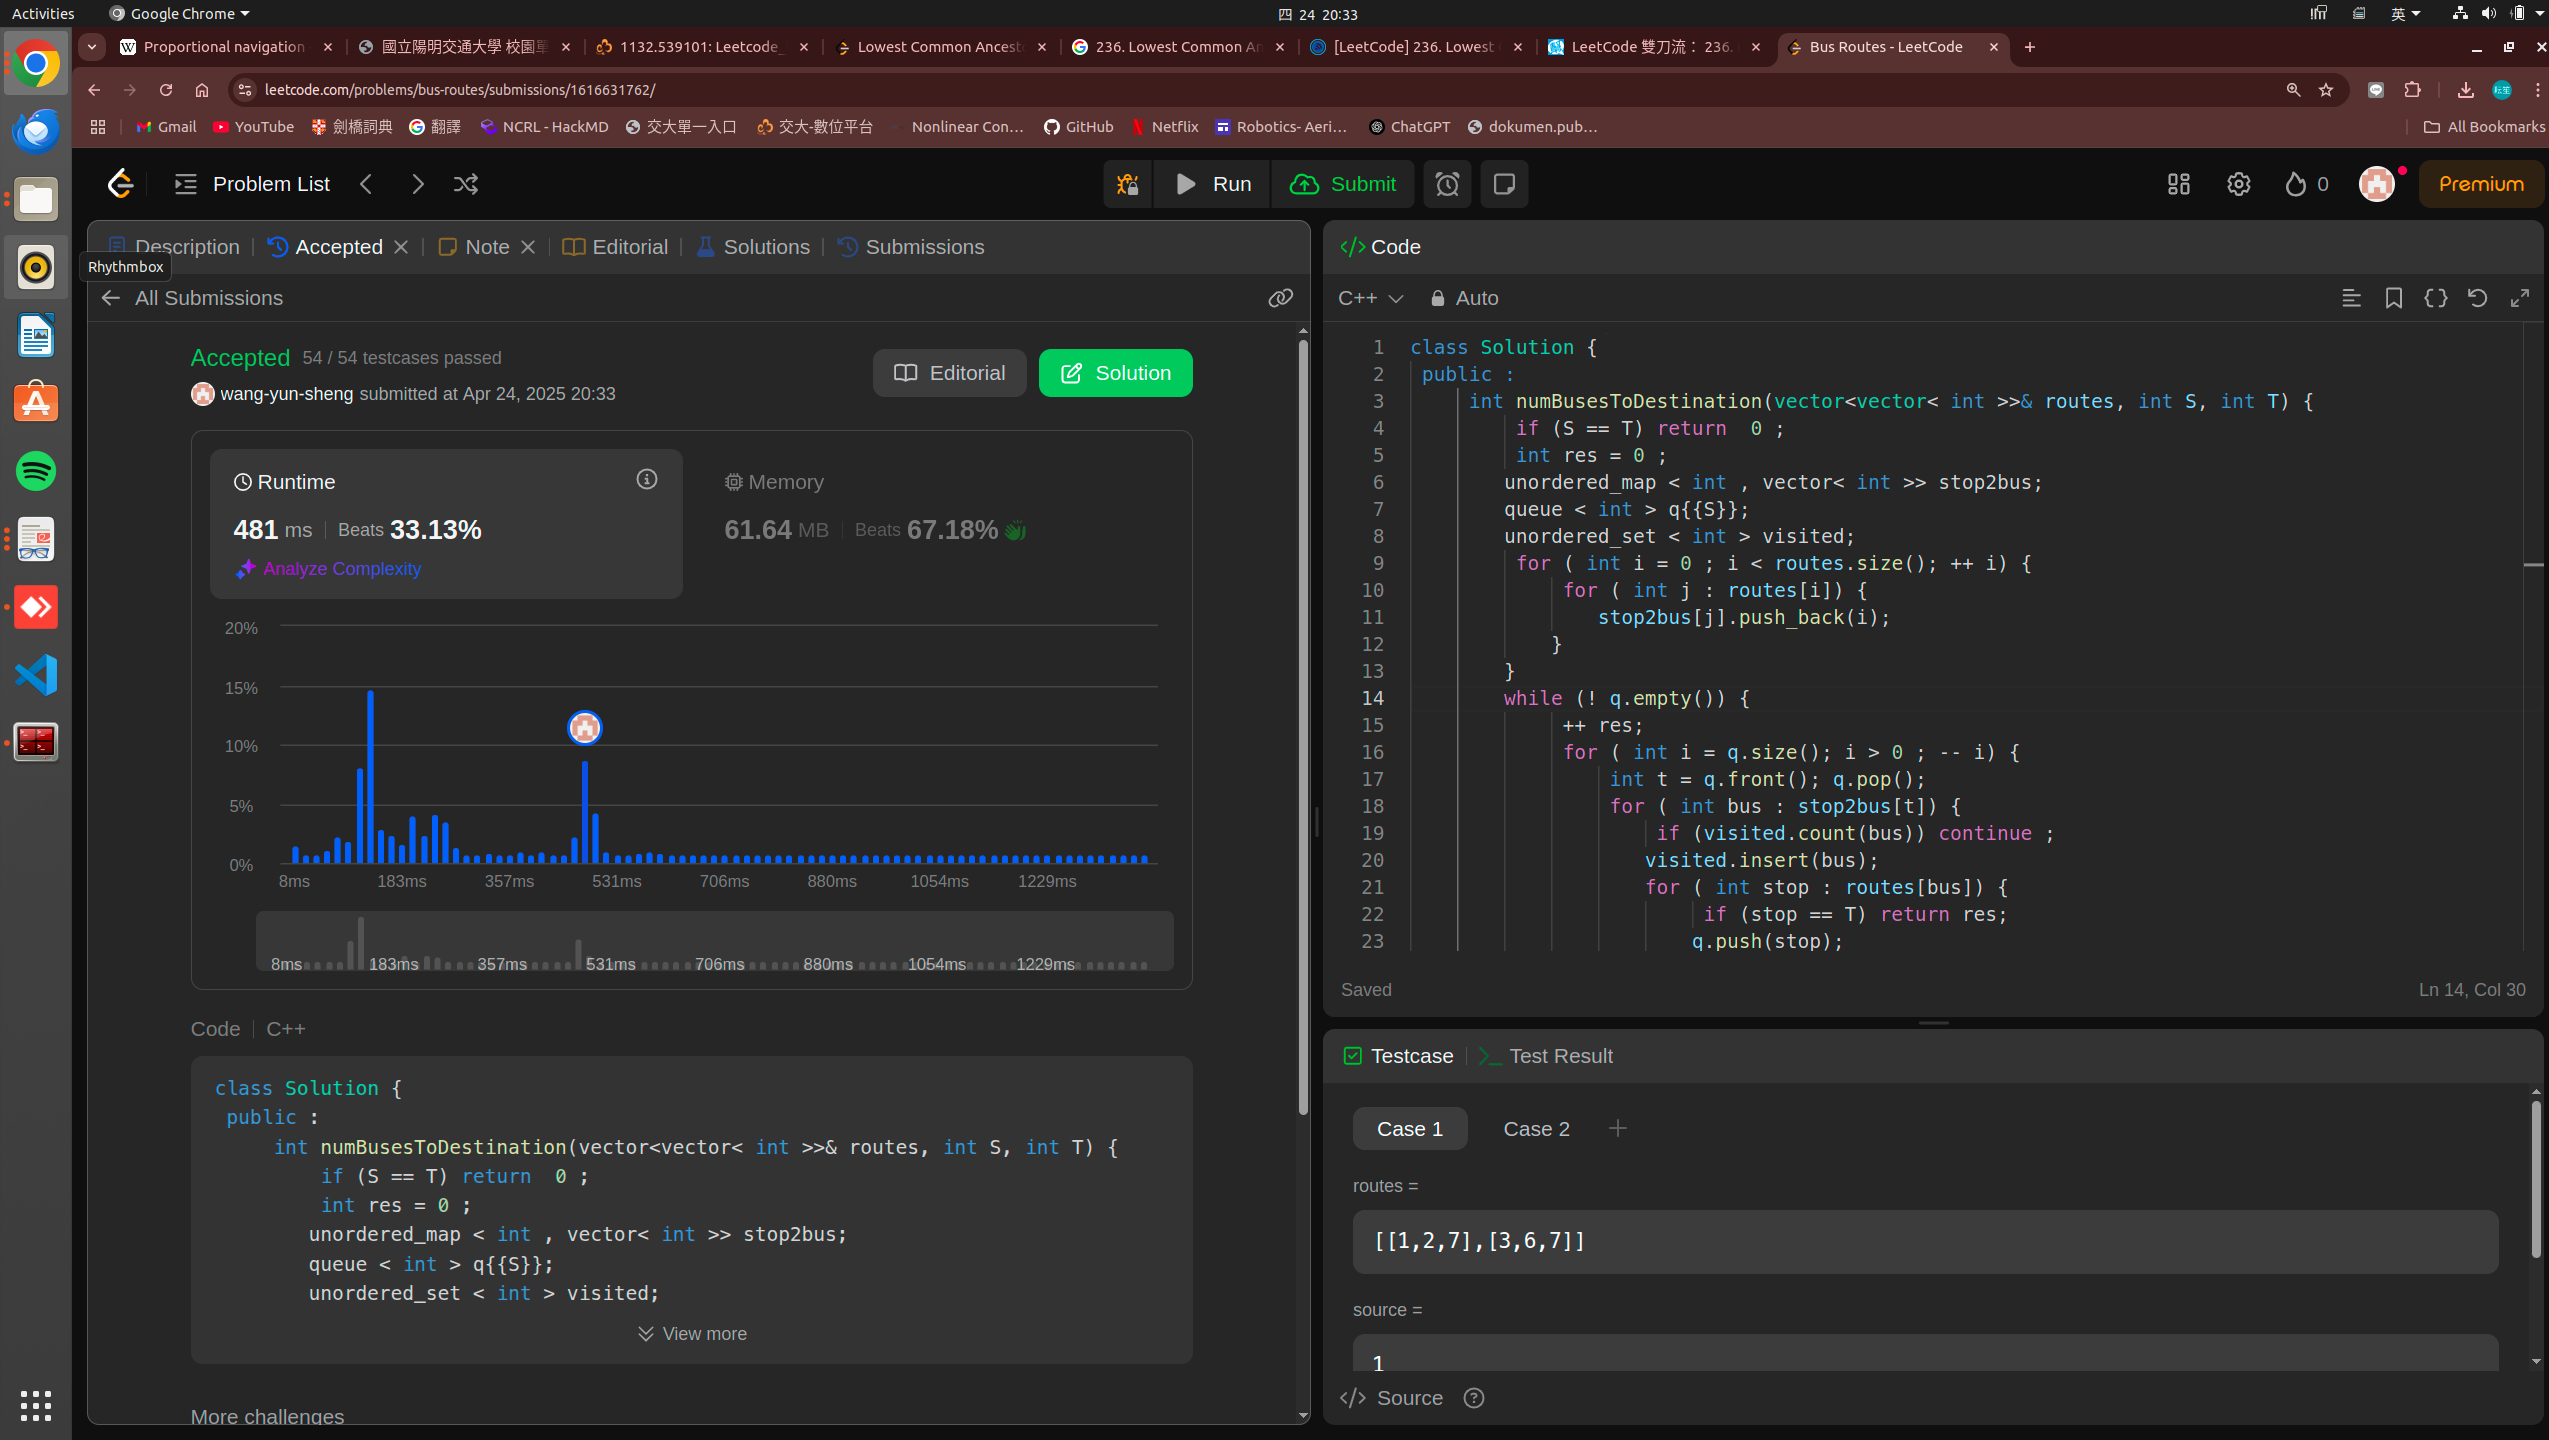 Activities
Google Chrome
四 24 20:33
英
Proportional navigation
國立陽明交通大學 校園單
1132.539101: Leetcode_
Lowest Common Ancest
236. Lowest Common An
[LeetCode] 236. Lowest
LeetCode 雙刀流： 236.
Bus Routes - LeetCode
leetcode.com/problems/bus-routes/submissions/1616631762/
Gmail
YouTube
劍橋詞典
翻譯
NCRL - HackMD
交大單一入口
交大-數位平台
Nonlinear Con...
GitHub
Netflix
Robotics- Aeri...
ChatGPT
dokumen.pub...
All Bookmarks
Problem List
Run
Submit
0
Premium
Description
Accepted
Note
Editorial
Solutions
Submissions
Rhythmbox
All Submissions
Accepted 54 / 54 testcases passed
wang-yun-sheng submitted at Apr 24, 2025 20:33
Editorial
Solution
Runtime
481 ms
Beats 33.13%
Analyze Complexity
Memory
61.64 MB
Beats 67.18%
20%
15%
10%
5%
0%
8ms 183ms 357ms 531ms 706ms 880ms 1054ms 1229ms
8ms 183ms 357ms 531ms 706ms 880ms 1054ms 1229ms
Code
C++
class Solution {
public :
int numBusesToDestination(vector<vector< int >>& routes, int S, int T) {
if (S == T) return  0 ;
int res = 0 ;
unordered_map < int , vector< int >> stop2bus;
queue < int > q{{S}};
unordered_set < int > visited;
View more
More challenges
</> Code
C++
Auto
1 class Solution {
2 public :
3 int numBusesToDestination(vector<vector< int >>& routes, int S, int T) {
4 if (S == T) return  0 ;
5 int res = 0 ;
6 unordered_map < int , vector< int >> stop2bus;
7 queue < int > q{{S}};
8 unordered_set < int > visited;
9 for ( int i = 0 ; i < routes.size(); ++ i) {
10 for ( int j : routes[i]) {
11 stop2bus[j].push_back(i);
12 }
13 }
14 while (! q.empty()) {
15 ++ res;
16 for ( int i = q.size(); i > 0 ; -- i) {
17 int t = q.front(); q.pop();
18 for ( int bus : stop2bus[t]) {
19 if (visited.count(bus)) continue ;
20 visited.insert(bus);
21 for ( int stop : routes[bus]) {
22 if (stop == T) return res;
23 q.push(stop);
Saved
Ln 14, Col 30
Testcase
Test Result
Case 1
Case 2
routes =
[[1,2,7],[3,6,7]]
source =
1
</> Source